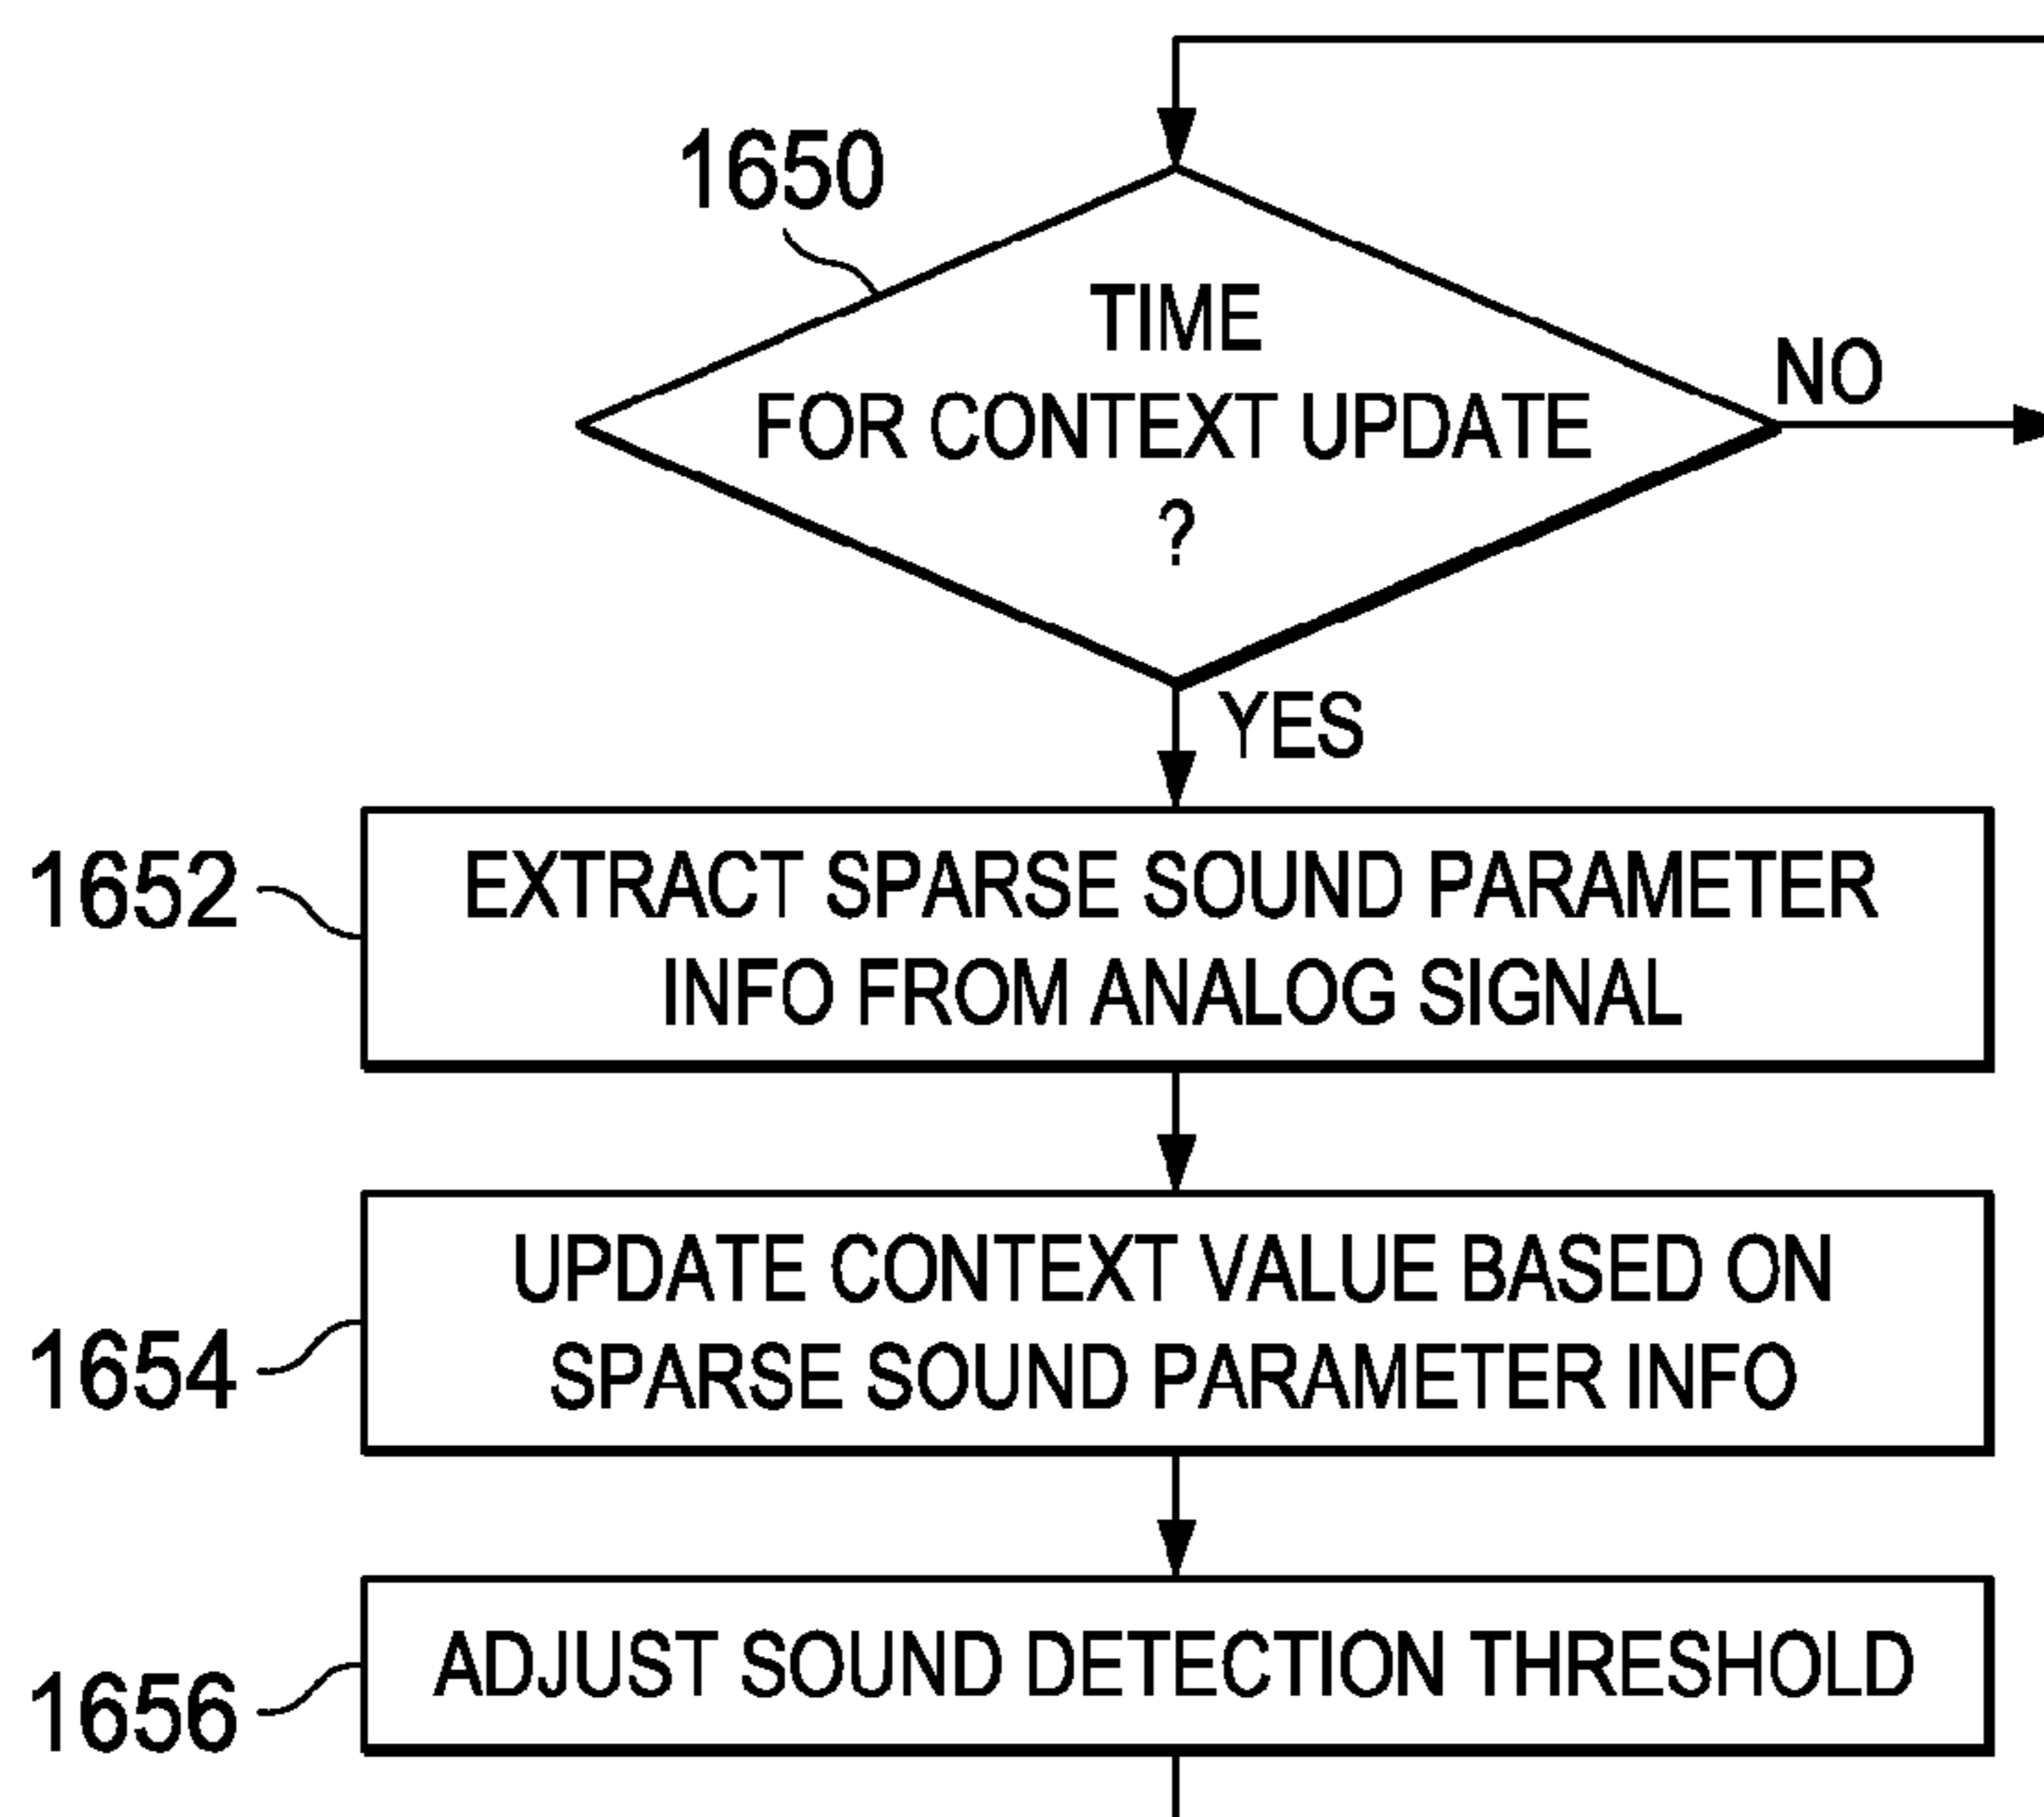 1650
TIME
FOR CONTEXT UPDATE
?
NO
YES
1652
EXTRACT SPARSE SOUND PARAMETER
INFO FROM ANALOG SIGNAL
1654
UPDATE CONTEXT VALUE BASED ON
SPARSE SOUND PARAMETER INFO
1656
ADJUST SOUND DETECTION THRESHOLD